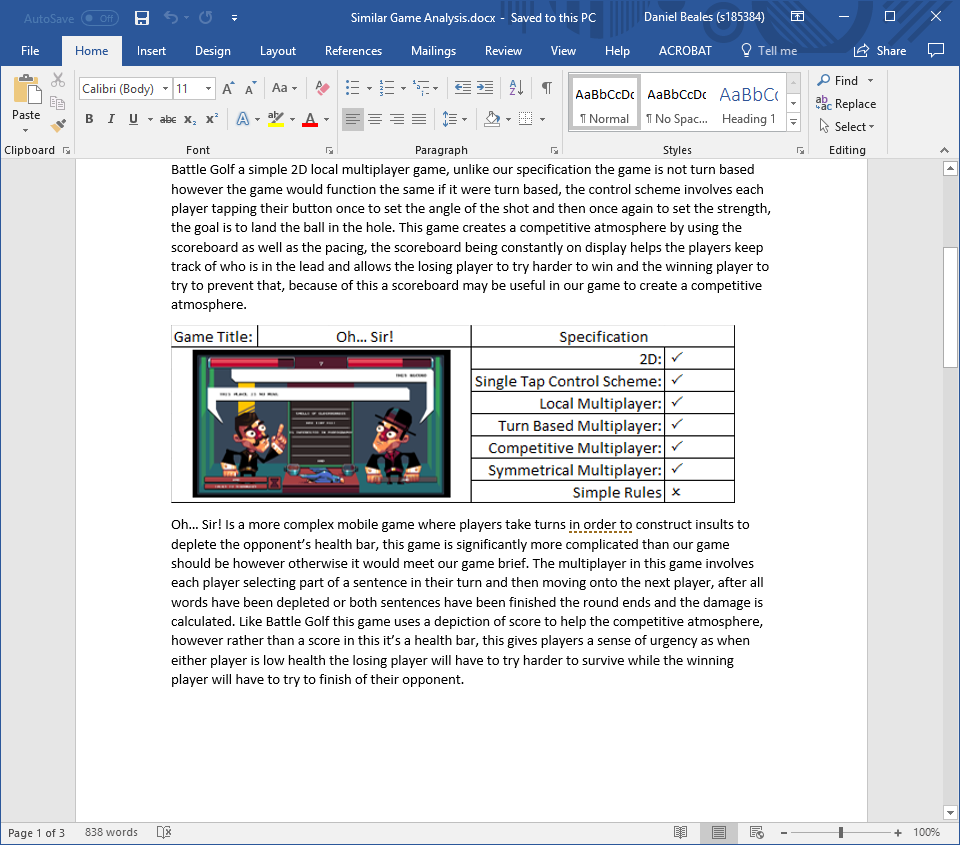 AutoSave Off Similar Game Analysis.docx - Saved to this PC Daniel Beales (s185384)
File Home Insert Design Layout References Mailings Review View Help ACROBAT Tell me Share
Paste
Calibri (Body) 11 A A Aa
B I U abc x₂ x² A ab A
¶
AaBbCcDc AaBbCcDc AaBbC
¶ Normal ¶ No Spac... Heading 1
Find
Replace
Select
Clipboard Font Paragraph Styles Editing
Battle Golf a simple 2D local multiplayer game, unlike our specification the game is not turn based
however the game would function the same if it were turn based, the control scheme involves each
player tapping their button once to set the angle of the shot and then once again to set the strength,
the goal is to land the ball in the hole. This game creates a competitive atmosphere by using the
scoreboard as well as the pacing, the scoreboard being constantly on display helps the players keep
track of who is in the lead and allows the losing player to try harder to win and the winning player to
try to prevent that, because of this a scoreboard may be useful in our game to create a competitive
atmosphere.
Game Title: Oh... Sir! Specification
2D: ✓
Single Tap Control Scheme: ✓
Local Multiplayer: ✓
Turn Based Multiplayer: ✓
Competitive Multiplayer: ✓
Symmetrical Multiplayer: ✓
Simple Rules ×
Oh... Sir! Is a more complex mobile game where players take turns in order to construct insults to
deplete the opponent's health bar, this game is significantly more complicated than our game
should be however otherwise it would meet our game brief. The multiplayer in this game involves
each player selecting part of a sentence in their turn and then moving onto the next player, after all
words have been depleted or both sentences have been finished the round ends and the damage is
calculated. Like Battle Golf this game uses a depiction of score to help the competitive atmosphere,
however rather than a score in this it's a health bar, this gives players a sense of urgency as when
either player is low health the losing player will have to try harder to survive while the winning
player will have to try to finish of their opponent.
Page 1 of 3 838 words 100%